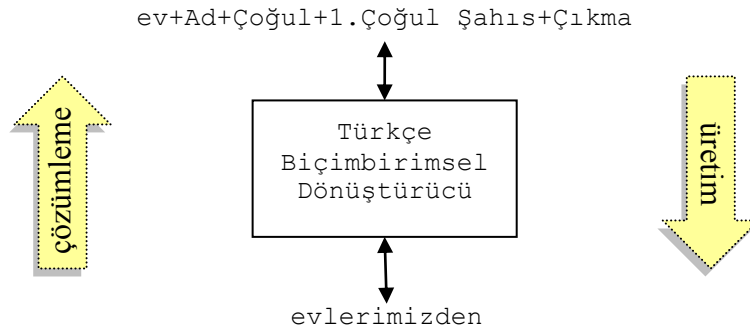 ev+Ad+Çoğul+1.Çoğul Şahıs+Çıkma
çözümleme
Türkçe
Biçimbirimsel
Dönüştürücü
üretim
evlerimizden